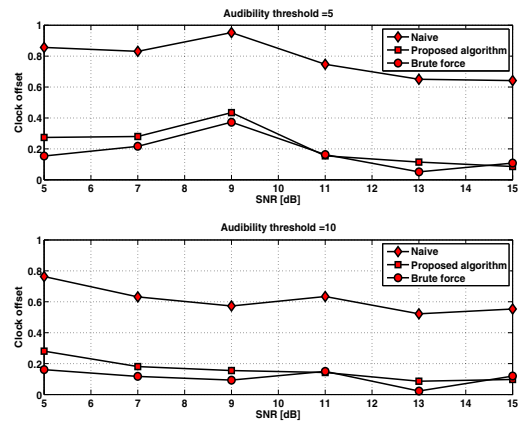 Audibility threshold =5
Clock offset
1
0.8
0.6
0.4
0.2
0
Naive
Proposed algorithm
Brute force
5 6 7 8 9 10 11 12 13 14 15
SNR [dB]
Audibility threshold =10
Clock offset
1
0.8
0.6
0.4
0.2
0
Naive
Proposed algorithm
Brute force
5 6 7 8 9 10 11 12 13 14 15
SNR [dB]